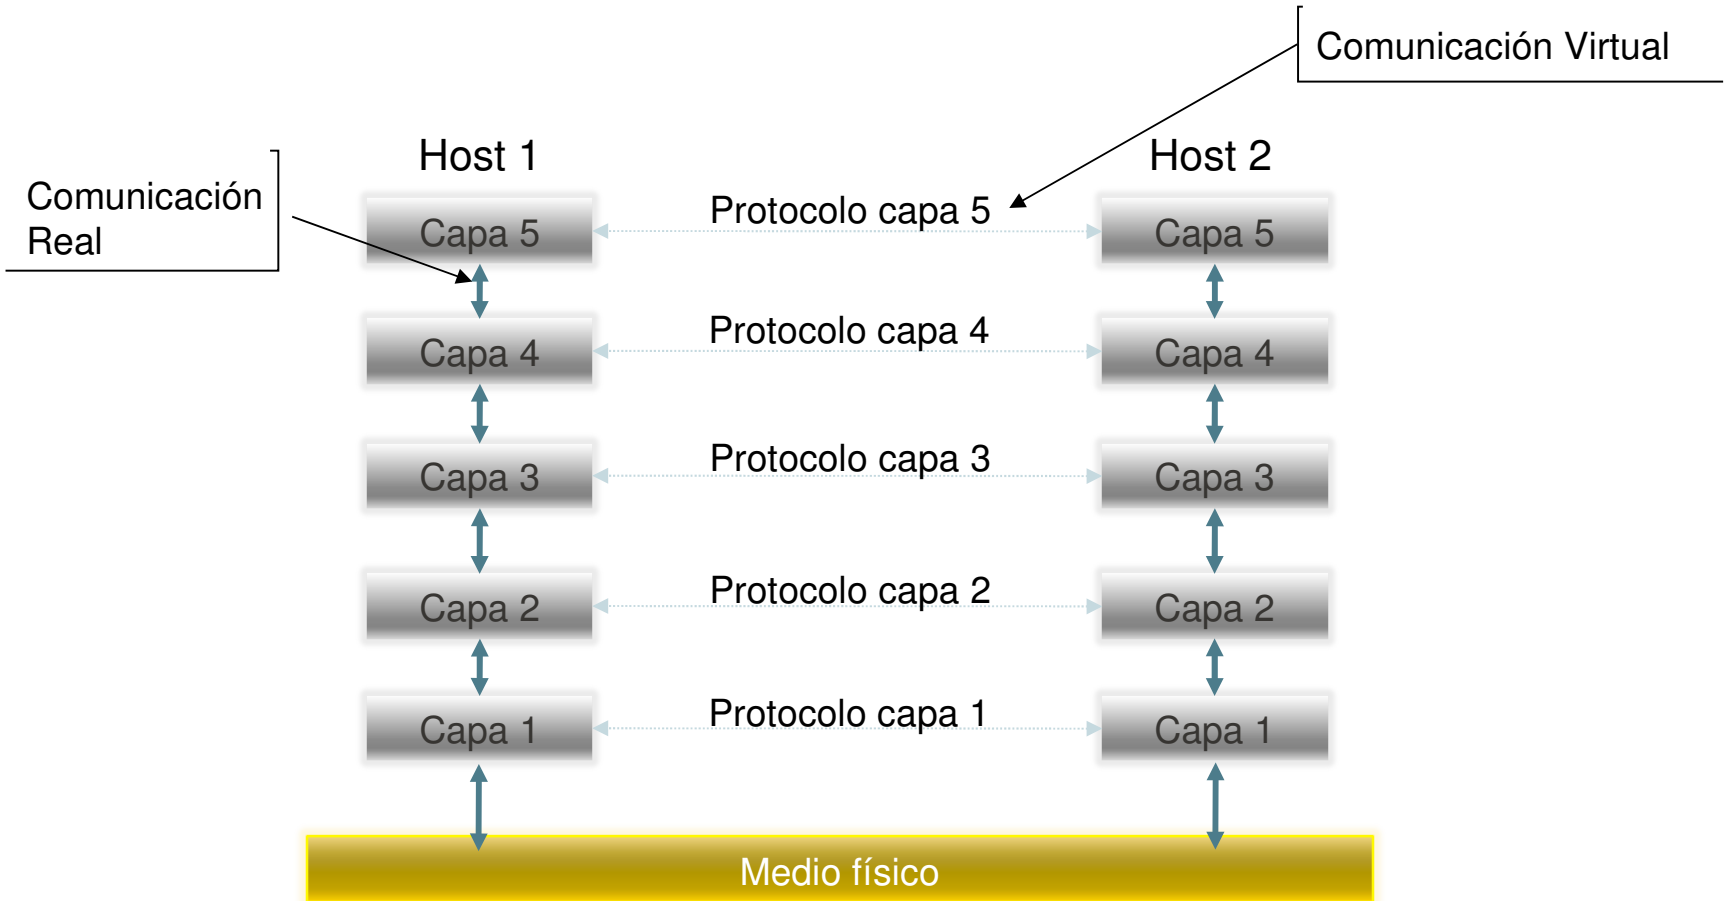 Comunicación Virtual
Host 1
Host 2
Comunicación
Real
Capa 5
Protocolo capa 5
Capa 5
Capa 4
Protocolo capa 4
Capa 4
Capa 3
Protocolo capa 3
Capa 3
Capa 2
Protocolo capa 2
Capa 2
Capa 1
Protocolo capa 1
Capa 1
Medio físico